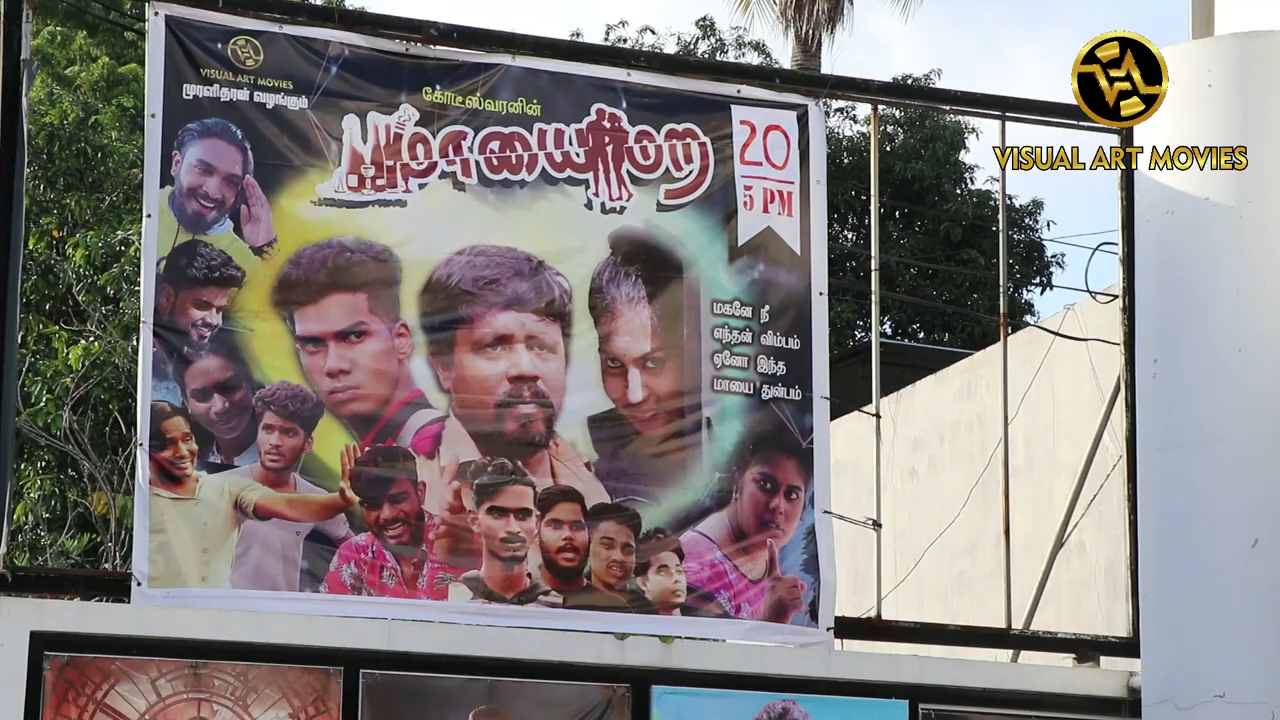 VISUAL ART MOVIES
முரளிதரன் வழங்கும்
கோடீஸ்வரனின்
மாயை மற
20
5 PM
மகனே நீ
எந்தன் விம்பம்
ஏனோ இந்த
மாயை துன்பம்
VISUAL ART MOVIES